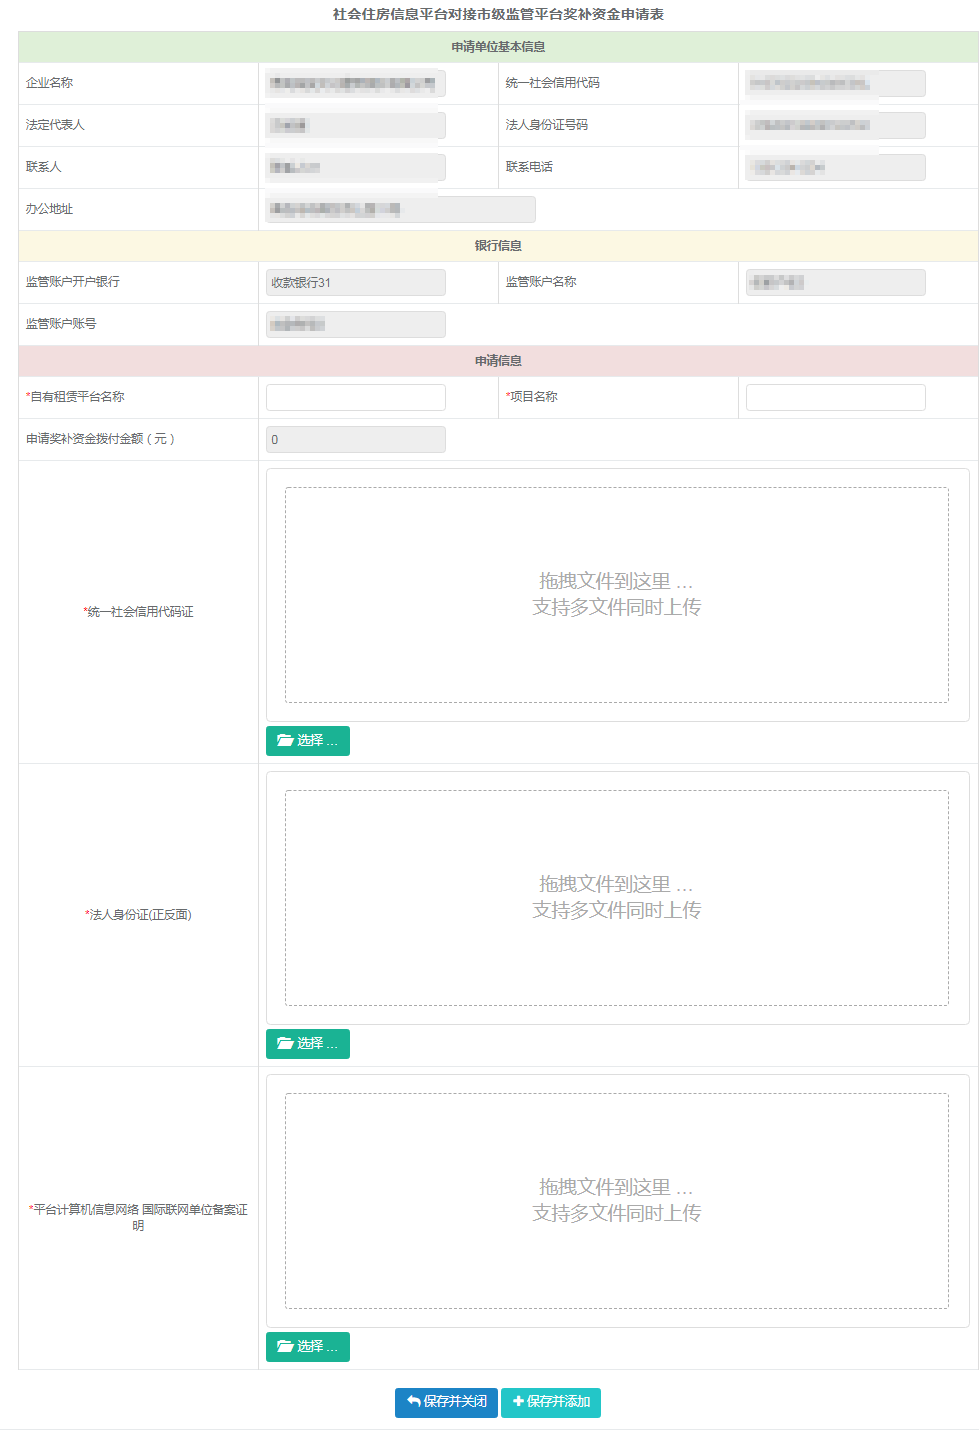 社会住房信息平台对接市级监管平台奖补资金申请表
申请单位基本信息
企业名称 统一社会信用代码
法定代表人 法人身份证号码
联系人 联系电话
办公地址
银行信息
监管账户开户银行 收款银行31 监管账户名称
监管账户账号
申请信息
*自有租赁平台名称 *项目名称
申请奖补资金拨付金额（元） 0
拖拽文件到这里 …
支持多文件同时上传
*统一社会信用代码证
选择 ...
拖拽文件到这里 …
支持多文件同时上传
*法人身份证(正反面)
选择 ...
拖拽文件到这里 …
支持多文件同时上传
*平台计算机信息网络 国际联网单位备案证
明
选择 ...
保存并关闭 保存并添加